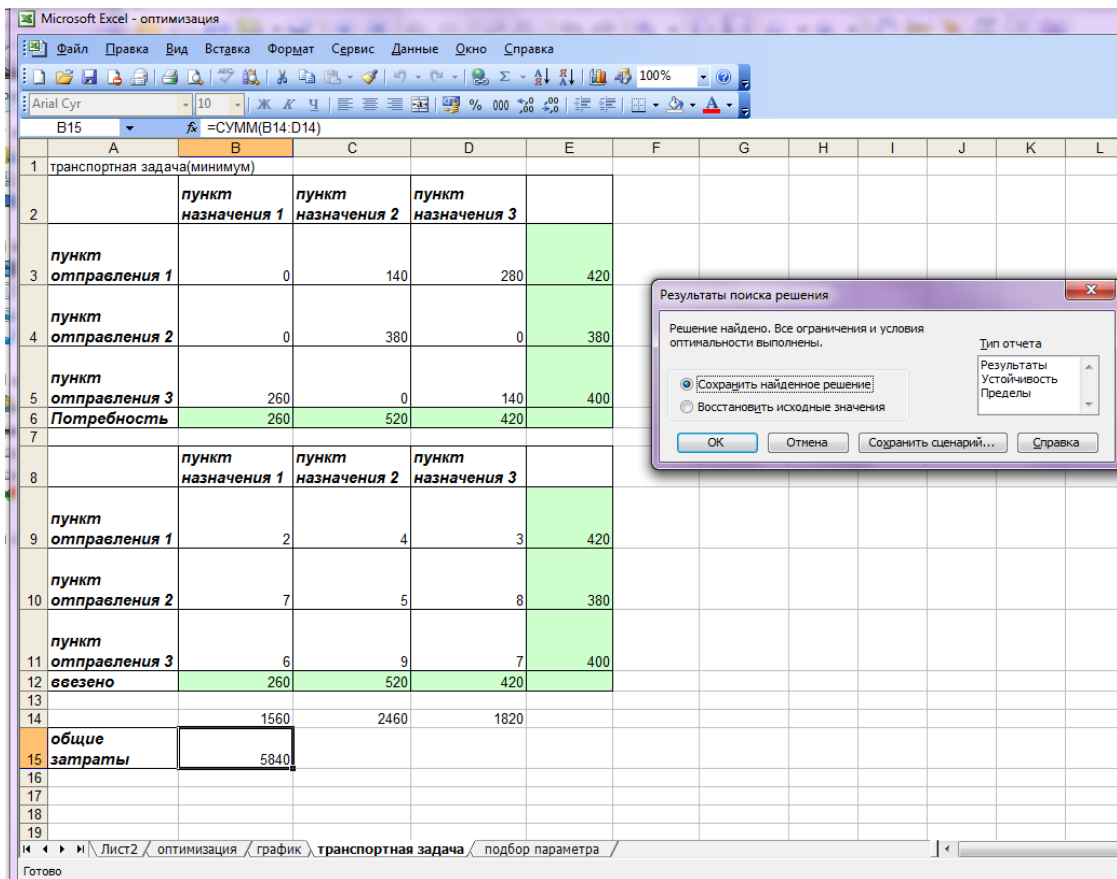 Microsoft Excel - оптимизация
Файл Правка Вид Вставка Формат Сервис Данные Окно Справка
100%
Arial Cyr 10 Ж К Ч % 000
B15 fx =СУММ(B14:D14)
A B C D E F G H I J K L
1 транспортная задача(минимум)
пункт пункт пункт
2 назначения 1 назначения 2 назначения 3
пункт
3 отправления 1 0 140 280 420
пункт
4 отправления 2 0 380 0 380
пункт
5 отправления 3 260 0 140 400
6 Потребность 260 520 420
7
пункт пункт пункт
8 назначения 1 назначения 2 назначения 3
пункт
9 отправления 1 2 4 3 420
пункт
10 отправления 2 7 5 8 380
пункт
11 отправления 3 6 9 7 400
12 ввезено 260 520 420
13
14 1560 2460 1820
общие
15 затраты 5840
16
17
18
19
Лист2 оптимизация график транспортная задача подбор параметра
Готово
Результаты поиска решения
Решение найдено. Все ограничения и условия
оптимальности выполнены.
Тип отчета
Результаты
Устойчивость
Пределы
Сохранить найденное решение
Восстановить исходные значения
OK Отмена Сохранить сценарий... Справка